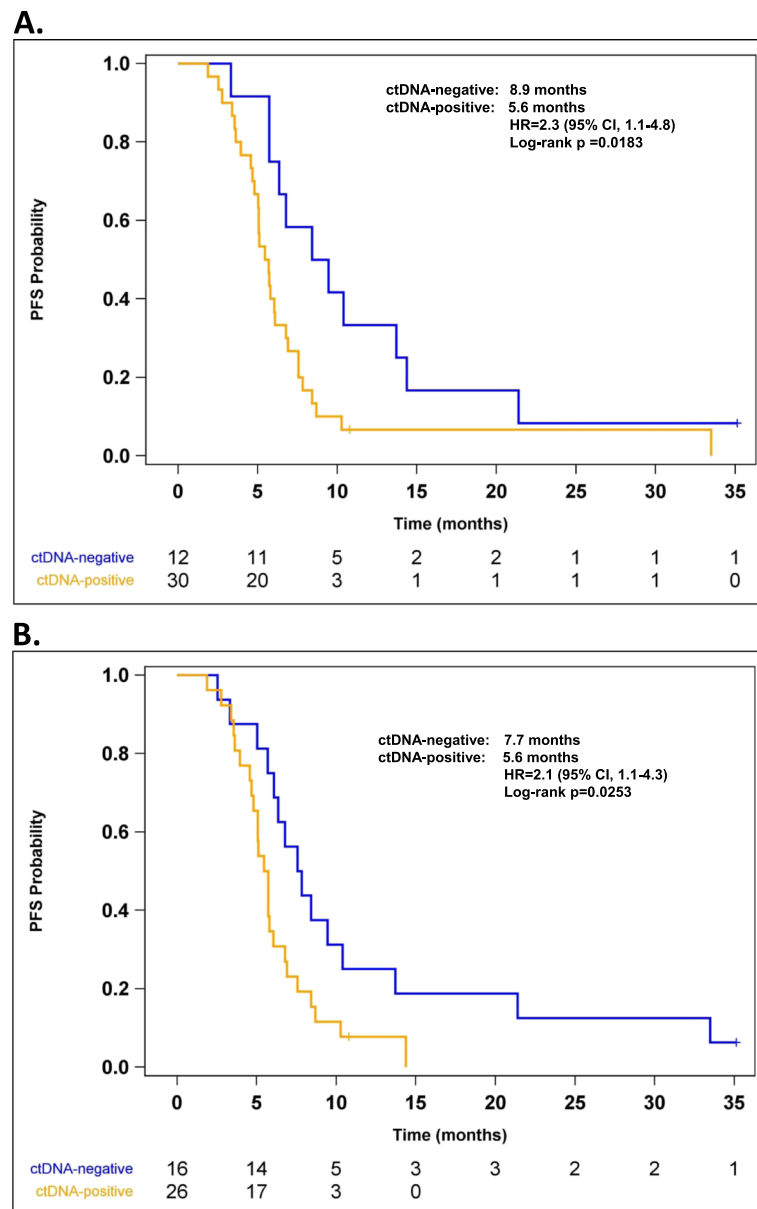 A.
1.0
0.8
0.6
0.4
0.2
0.0
PFS Probability
ctDNA-negative: 8.9 months
ctDNA-positive: 5.6 months
HR=2.3 (95% CI, 1.1-4.8)
Log-rank p =0.0183
0 5 10 15 20 25 30 35
Time (months)
ctDNA-negative 12 11 5 2 2 1 1 1
ctDNA-positive 30 20 3 1 1 1 1 0
B.
1.0
0.8
0.6
0.4
0.2
0.0
PFS Probability
ctDNA-negative: 7.7 months
ctDNA-positive: 5.6 months
HR=2.1 (95% CI, 1.1-4.3)
Log-rank p=0.0253
0 5 10 15 20 25 30 35
Time (months)
ctDNA-negative 16 14 5 3 3 2 2 1
ctDNA-positive 26 17 3 0